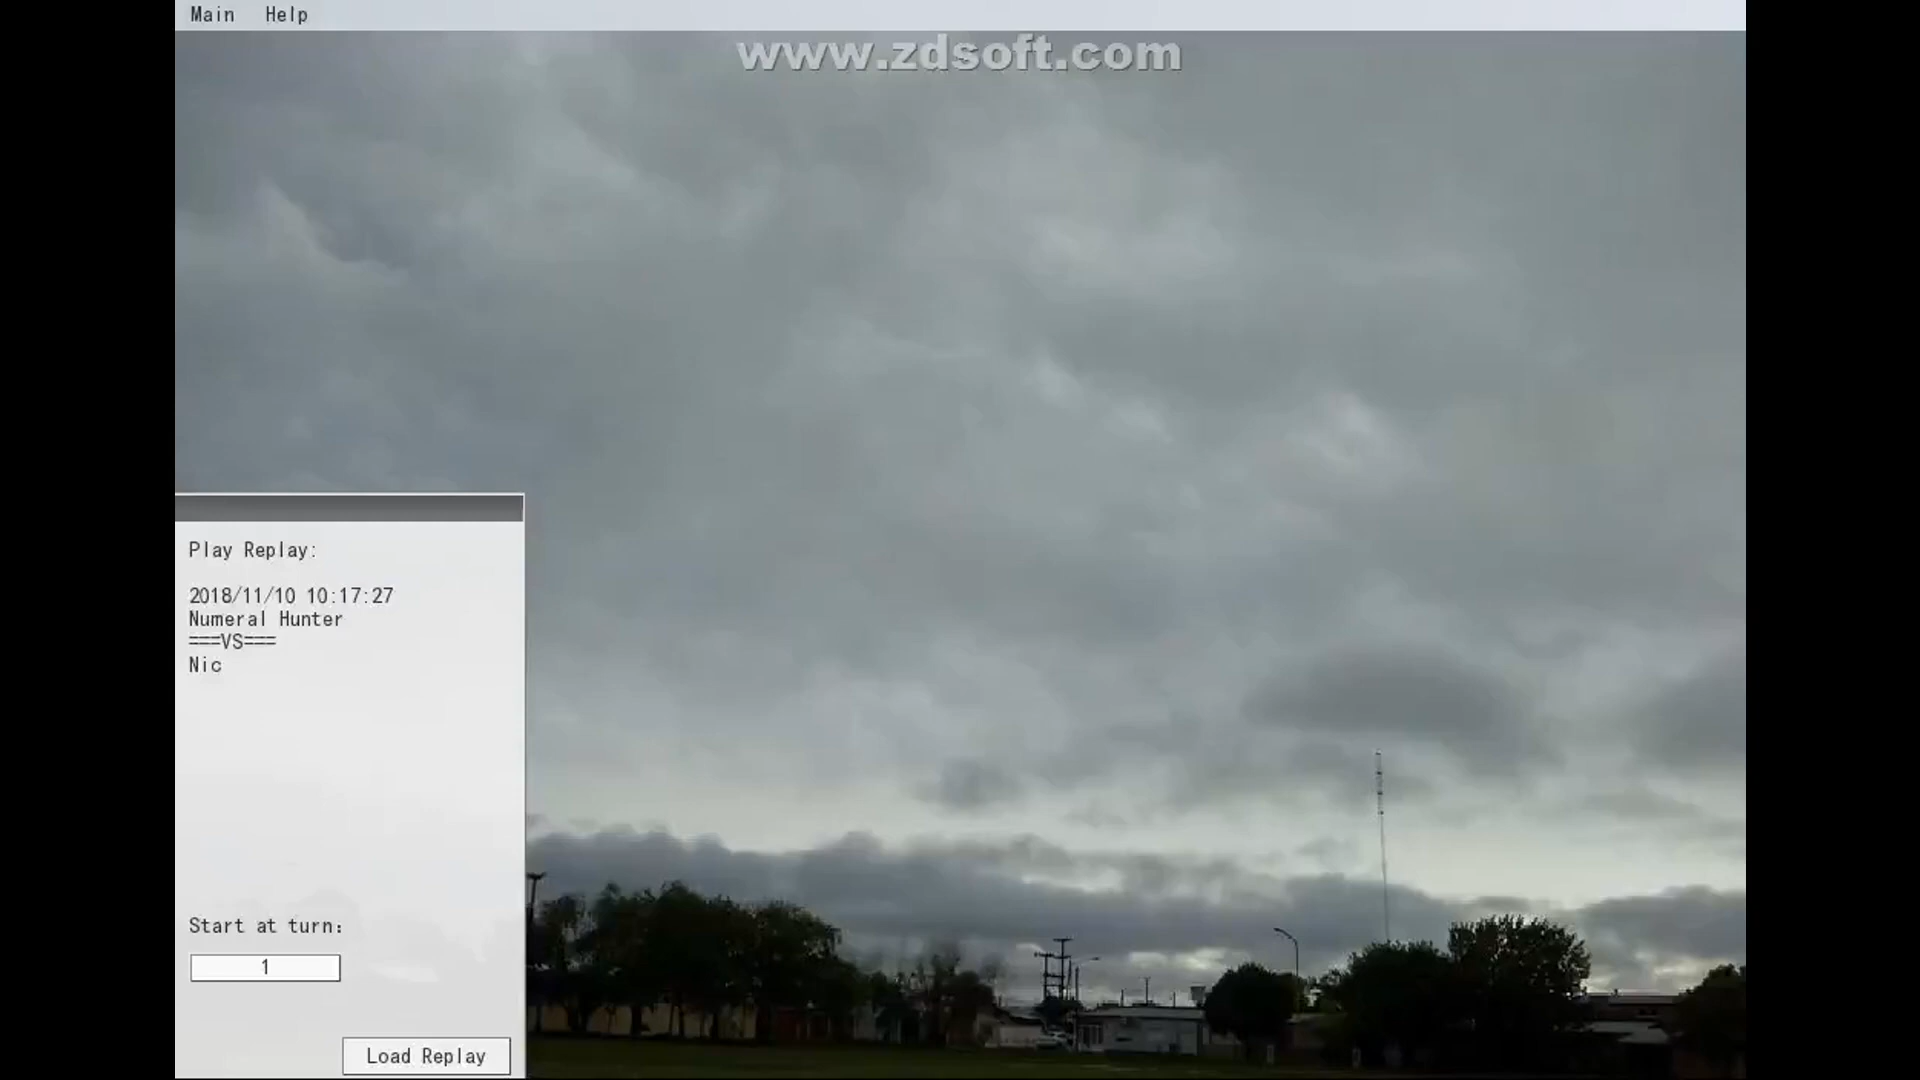 Main Help
www.zdsoft.com
Play Replay:
2018/11/10 10:17:27
Numeral Hunter
===VS===
Nic
Start at turn:
1
Load Replay